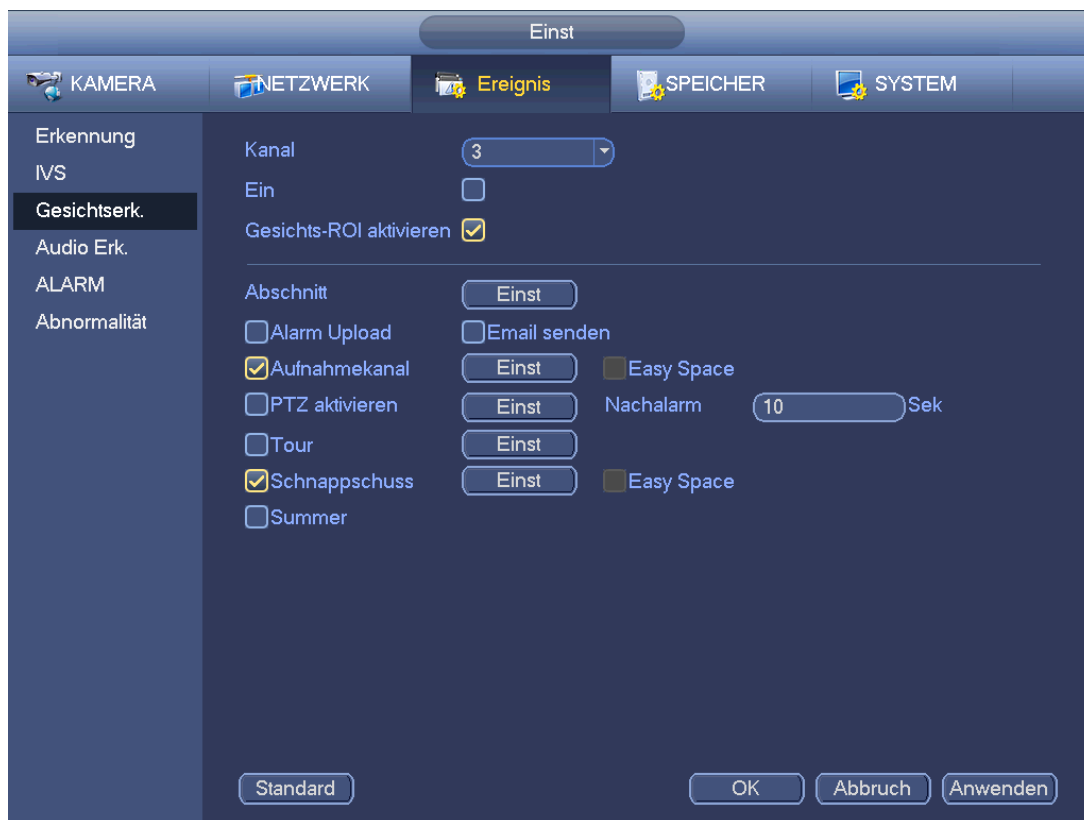 Einst
KAMERA NETZWERK Ereignis SPEICHER SYSTEM
Erkennung
IVS
Gesichtserk.
Audio Erk.
ALARM
Abnormalität
Kanal 3
Ein
Gesichts-ROI aktivieren
Abschnitt Einst
Alarm Upload Email senden
Aufnahmekanal Einst Easy Space
PTZ aktivieren Einst Nachalarm 10 Sek
Tour Einst
Schnappschuss Einst Easy Space
Summer
Standard OK Abbruch Anwenden